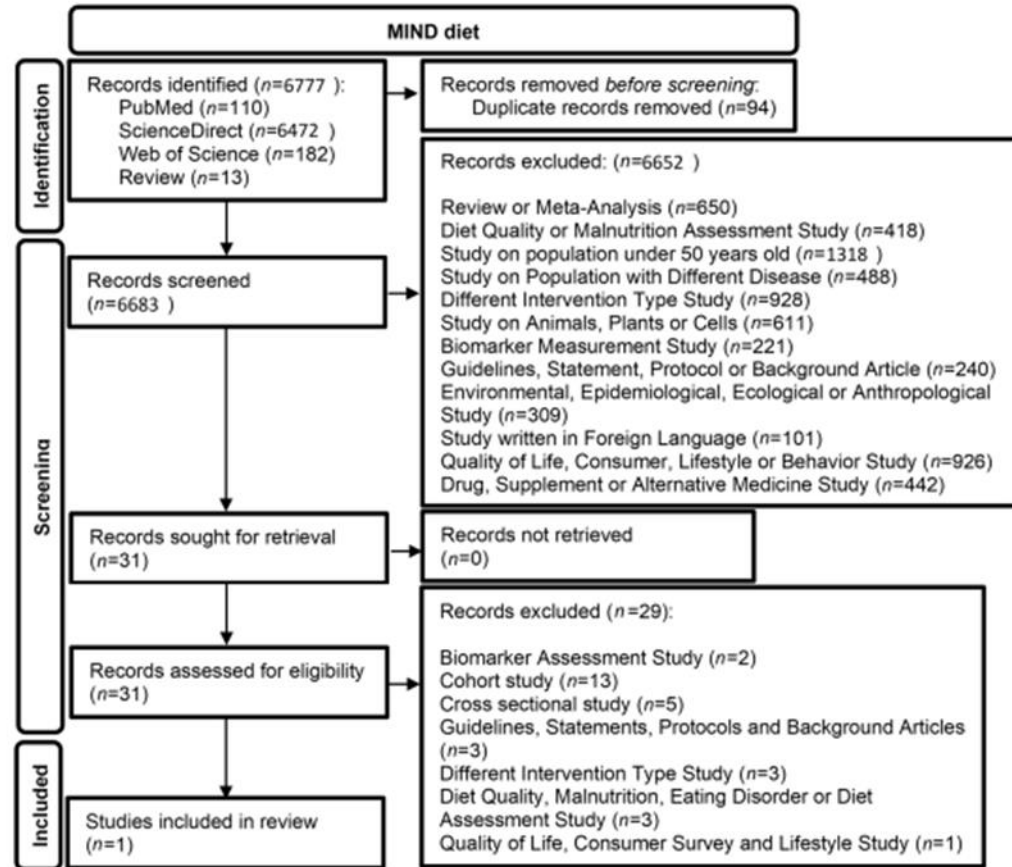 MIND diet
Identification
Records identified (n=6777 ):
PubMed (n=110)
ScienceDirect (n=6472 )
Web of Science (n=182)
Review (n=13)
Records removed before screening:
Duplicate records removed (n=94)
Screening
Records screened
(n=6683 )
Records excluded: (n=6652 )
Review or Meta-Analysis (n=650)
Diet Quality or Malnutrition Assessment Study (n=418)
Study on population under 50 years old (n=1318 )
Study on Population with Different Disease (n=488)
Different Intervention Type Study (n=928)
Study on Animals, Plants or Cells (n=611)
Biomarker Measurement Study (n=221)
Guidelines, Statement, Protocol or Background Article (n=240)
Environmental, Epidemiological, Ecological or Anthropological
Study (n=309)
Study written in Foreign Language (n=101)
Quality of Life, Consumer, Lifestyle or Behavior Study (n=926)
Drug, Supplement or Alternative Medicine Study (n=442)
Records sought for retrieval
(n=31)
Records not retrieved
(n=0)
Records assessed for eligibility
(n=31)
Records excluded (n=29):
Biomarker Assessment Study (n=2)
Cohort study (n=13)
Cross sectional study (n=5)
Guidelines, Statements, Protocols and Background Articles
(n=3)
Different Intervention Type Study (n=3)
Diet Quality, Malnutrition, Eating Disorder or Diet
Assessment Study (n=3)
Quality of Life, Consumer Survey and Lifestyle Study (n=1)
Included
Studies included in review
(n=1)